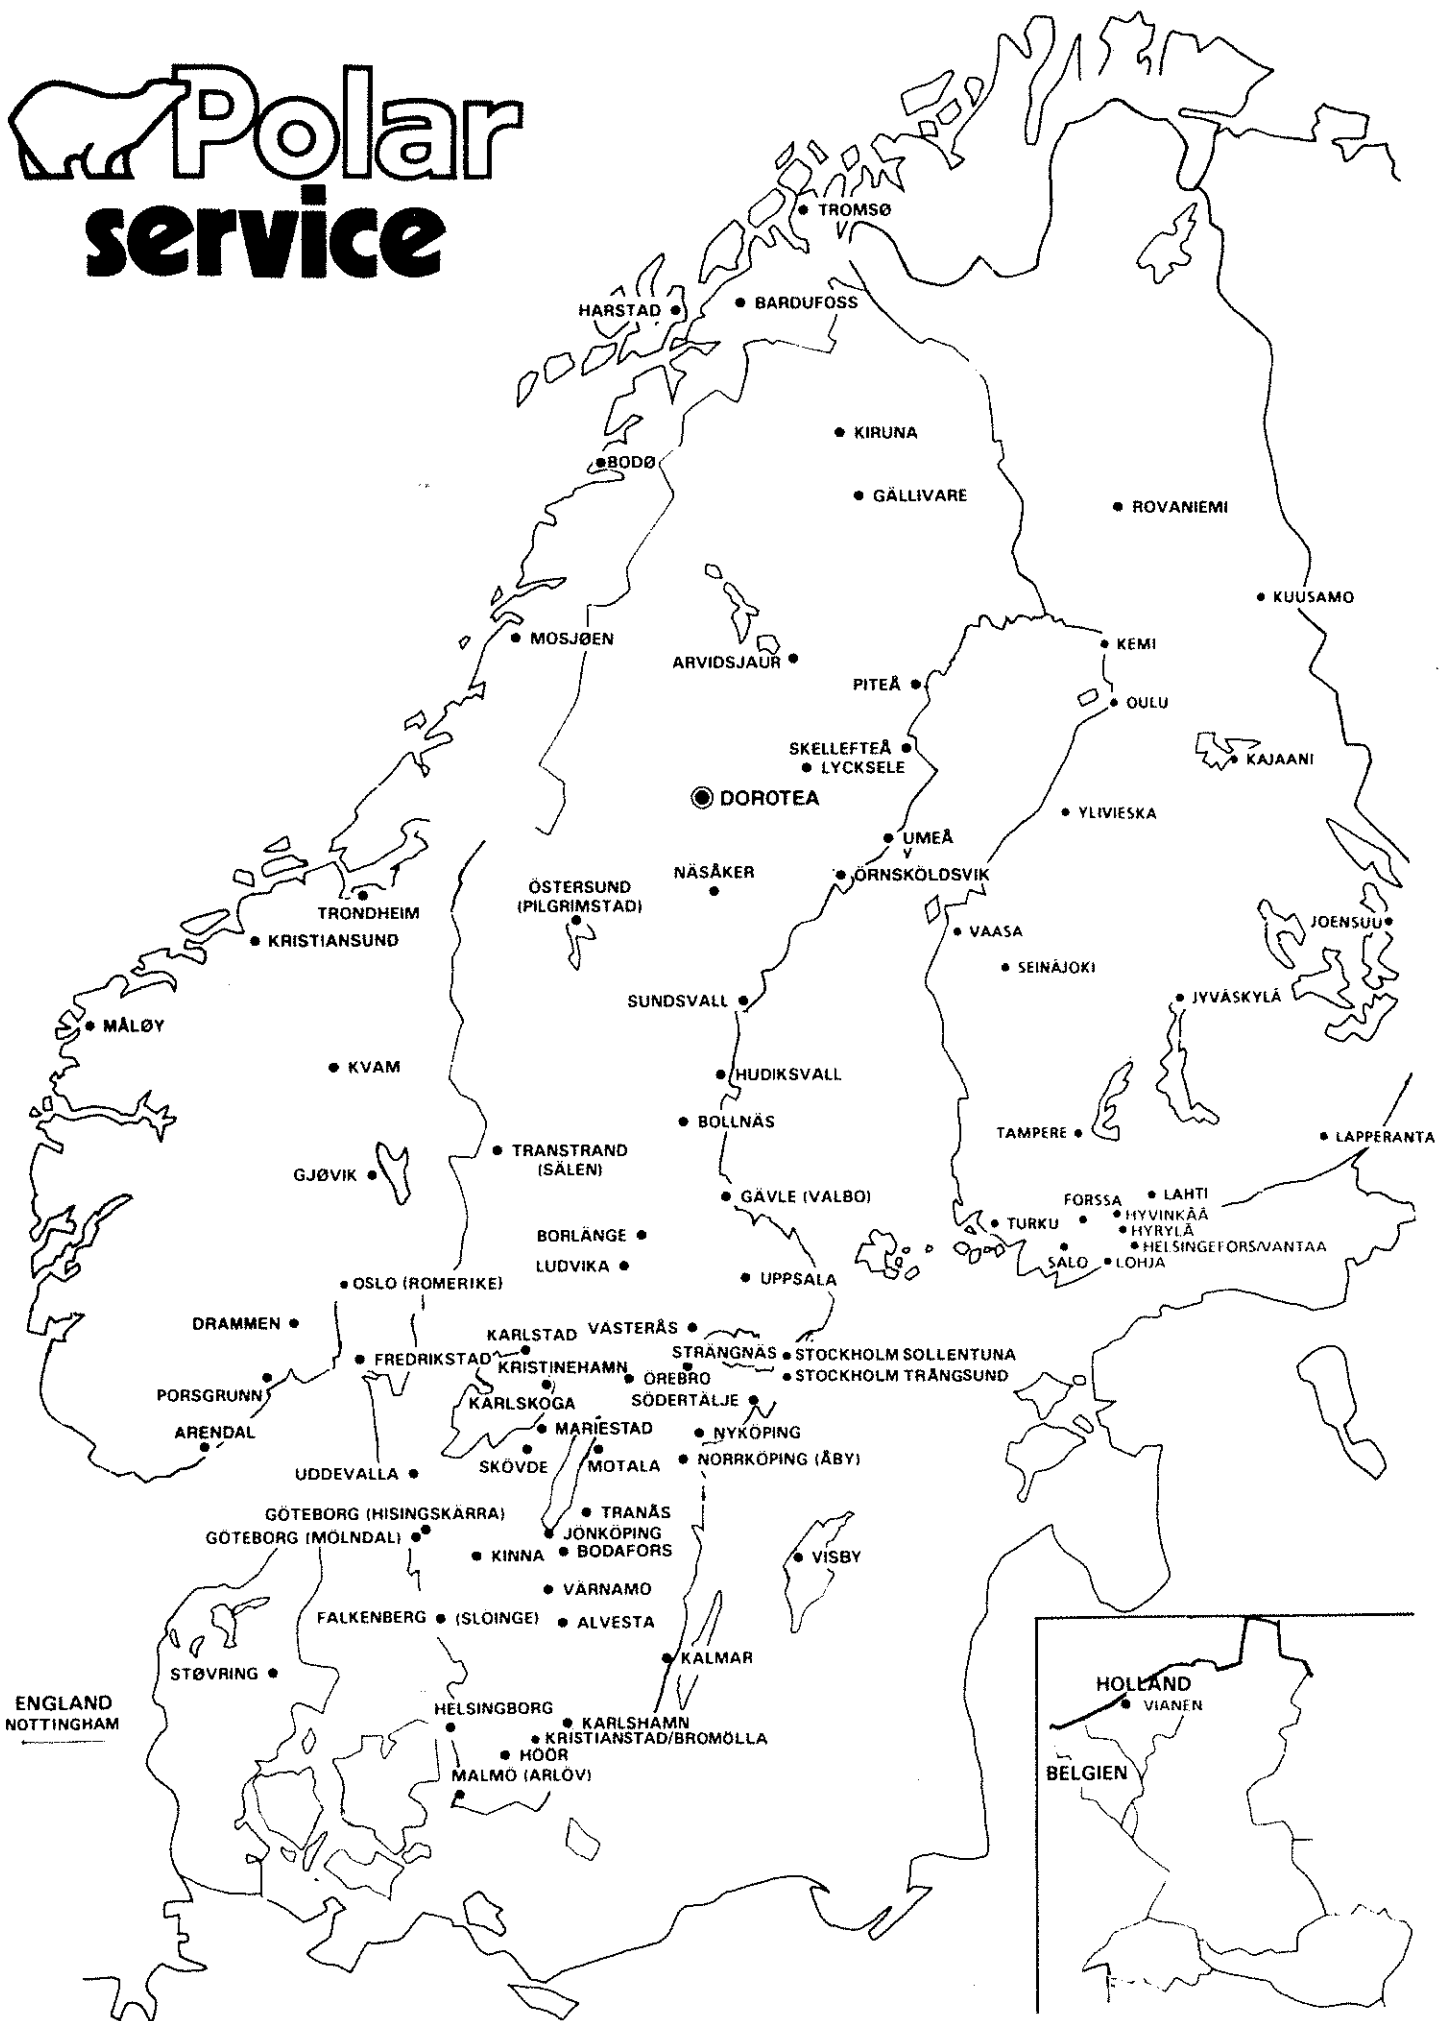 Polar
service
TROMSØ
HARSTAD
BARDUFOSS
KIRUNA
BODØ
GÄLLIVARE
ROVANIEMI
KUUSAMO
MOSJØEN
KEMI
ARVIDSJAUR
PITEÅ
OULU
SKELLEFTEÅ
KAJAANI
LYCKSELE
DOROTEA
YLIVIESKA
UMEÅ
NÄSÅKER
ÖRNSKÖLDSVIK
ÖSTERSUND
(PILGRIMSTAD)
TRONDHEIM
JOENSUU
VAASA
KRISTIANSUND
SEINÄJOKI
SUNDSVALL
JYVÄSKYLÄ
MÅLØY
KVAM
HUDIKSVALL
BOLLNÄS
TAMPERE
LAPPERANTA
TRANSTRAND
(SÄLEN)
GJØVIK
GÄVLE (VALBO)
LAHTI
FORSSA
HYVINKÄÄ
TURKU
HYRYLÄ
BORLÄNGE
HELSINGEFORS/VANTAA
LUDVIKA
SALO
LOHJA
UPPSALA
OSLO (ROMERIKE)
DRAMMEN
VÄSTERÅS
KARLSTAD
STRÄNGNÄS
STOCKHOLM SOLLENTUNA
FREDRIKSTAD
KRISTINEHAMN
ÖREBRO
STOCKHOLM TRÅNGSUND
PORSGRUNN
KARLSKOGA
SÖDERTÄLJE
ARENDAL
MARIESTAD
NYKÖPING
SKÖVDE
MOTALA
NORRKÖPING (ÅBY)
UDDEVALLA
GÖTEBORG (HISINGSKÄRRA)
TRANÅS
GÖTEBORG (MÖLNDAL)
JÖNKÖPING
KINNA
BODAFORS
VISBY
VÄRNAMO
FALKENBERG
(SLÖINGE)
ALVESTA
KALMAR
STØVRING
ENGLAND
NOTTINGHAM
HELSINGBORG
KARLSHAMN
KRISTIANSTAD/BROMÖLLA
HÖÖR
MALMÖ (ARLÖV)
HOLLAND
VIANEN
BELGIEN